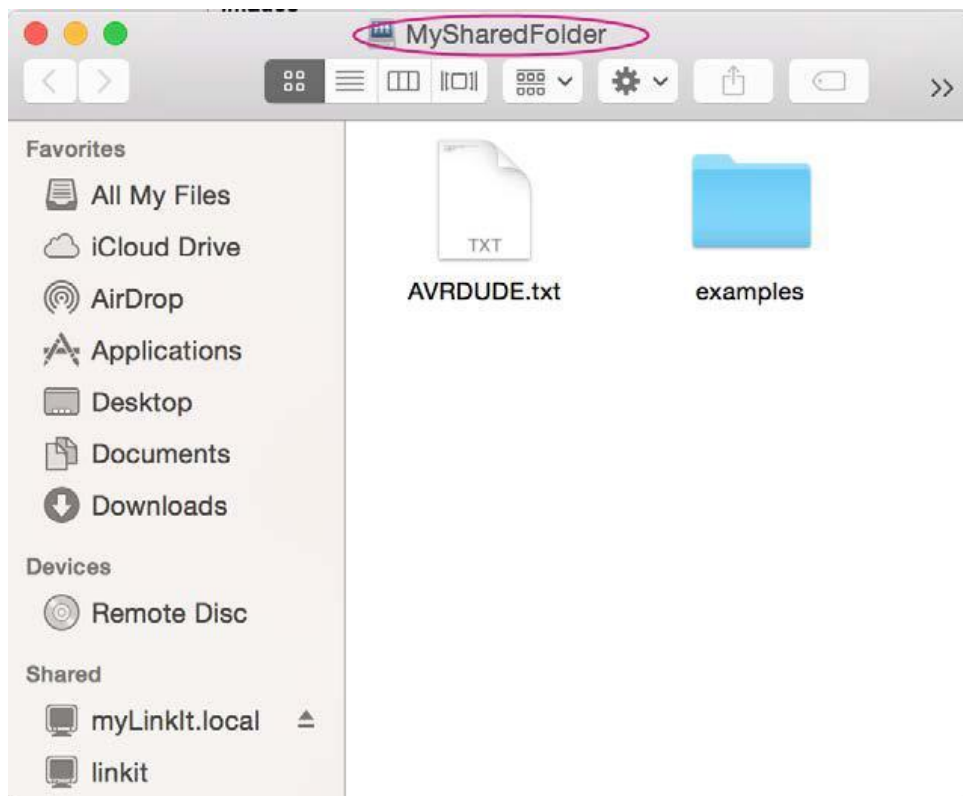 MySharedFolder
Favorites
All My Files
iCloud Drive
AirDrop
Applications
Desktop
Documents
Downloads
Devices
Remote Disc
Shared
myLinkIt.local
linkit
TXT
AVRDUDE.txt
examples